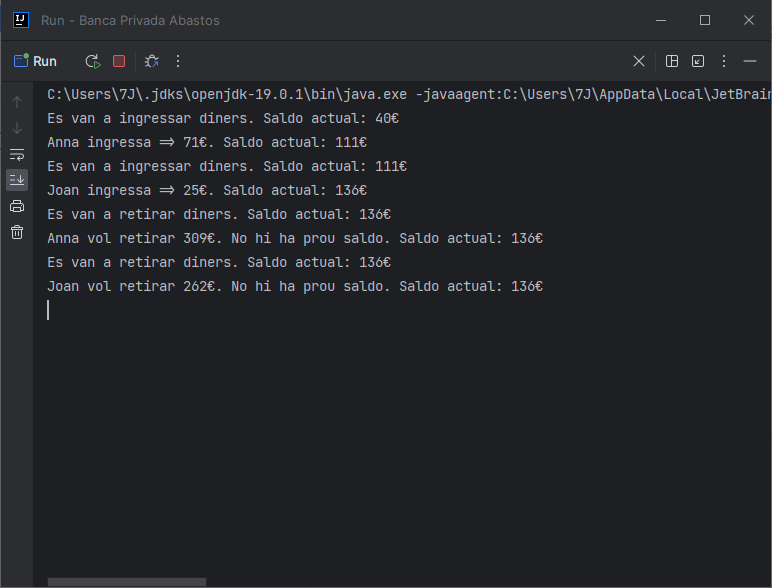 Run - Banca Privada Abastos
Run
C:\Users\7J\.jdks\openjdk-19.0.1\bin\java.exe -javaagent:C:\Users\7J\AppData\Local\JetBrain
Es van a ingressar diners. Saldo actual: 40€
Anna ingressa => 71€. Saldo actual: 111€
Es van a ingressar diners. Saldo actual: 111€
Joan ingressa => 25€. Saldo actual: 136€
Es van a retirar diners. Saldo actual: 136€
Anna vol retirar 309€. No hi ha prou saldo. Saldo actual: 136€
Es van a retirar diners. Saldo actual: 136€
Joan vol retirar 262€. No hi ha prou saldo. Saldo actual: 136€